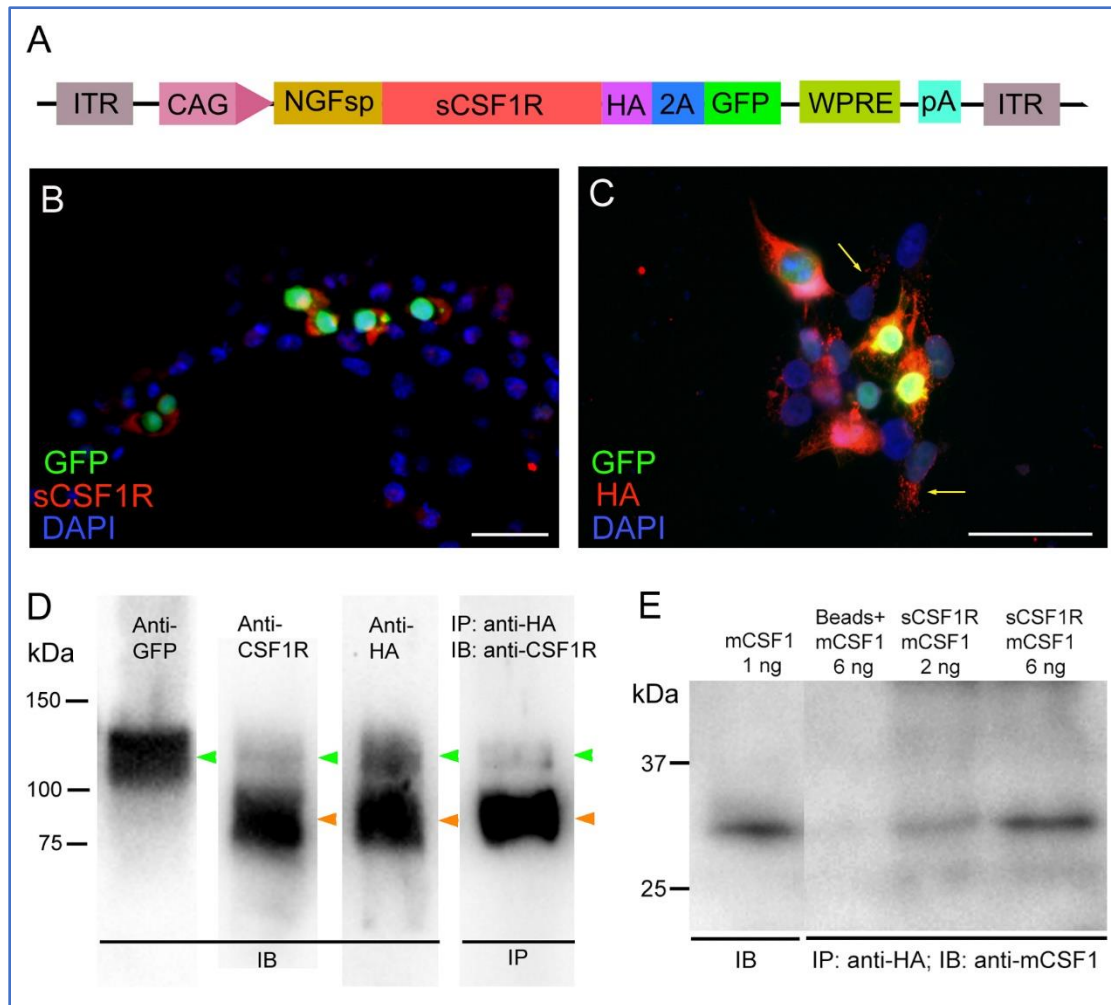 A
ITR CAG NGFsp sCSF1R HA 2A GFP WPRE pA ITR
B
GFP
sCSF1R
DAPI
C
GFP
HA
DAPI
D
kDa
Anti-
GFP
Anti-
CSF1R
Anti-
HA
IP: anti-HA
IB: anti-CSF1R
150
100
75
IB
IP
E
kDa
mCSF1
1 ng
Beads+
mCSF1
6 ng
sCSF1R
mCSF1
2 ng
sCSF1R
mCSF1
6 ng
37
25
IB
IP: anti-HA; IB: anti-mCSF1